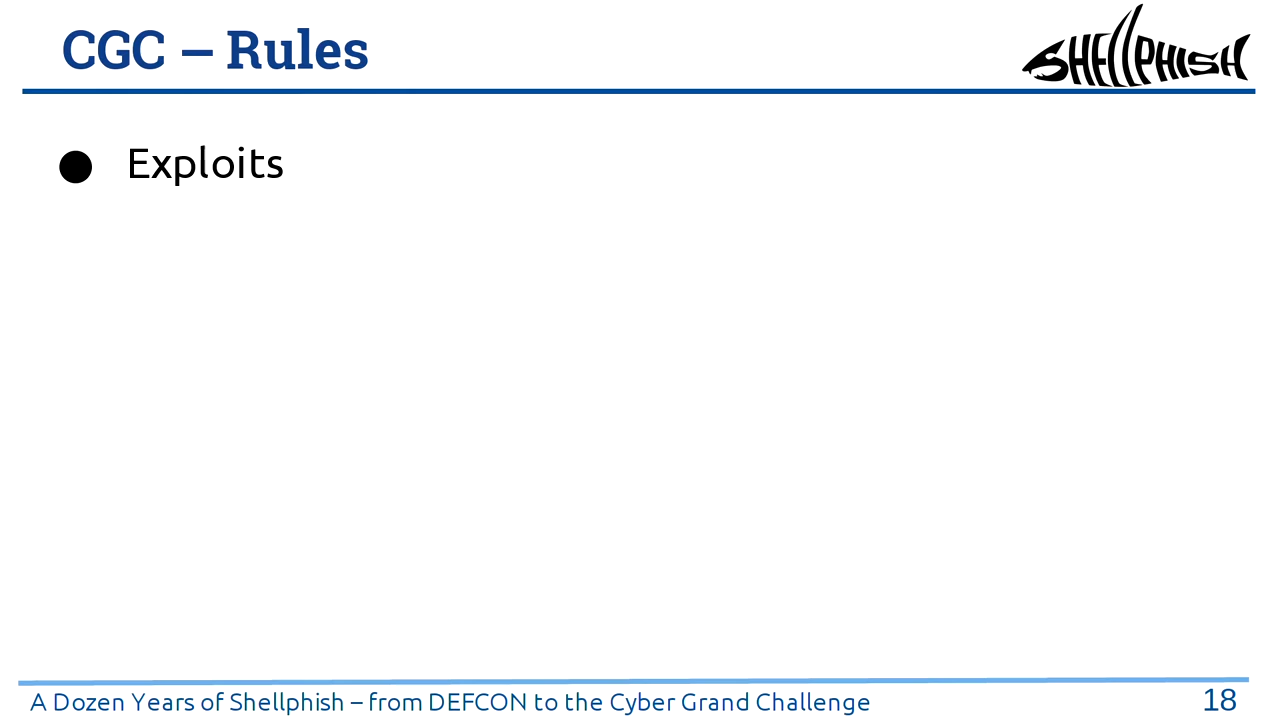 CGC – Rules
SHELLPHISH
● Exploits
A Dozen Years of Shellphish – from DEFCON to the Cyber Grand Challenge
18